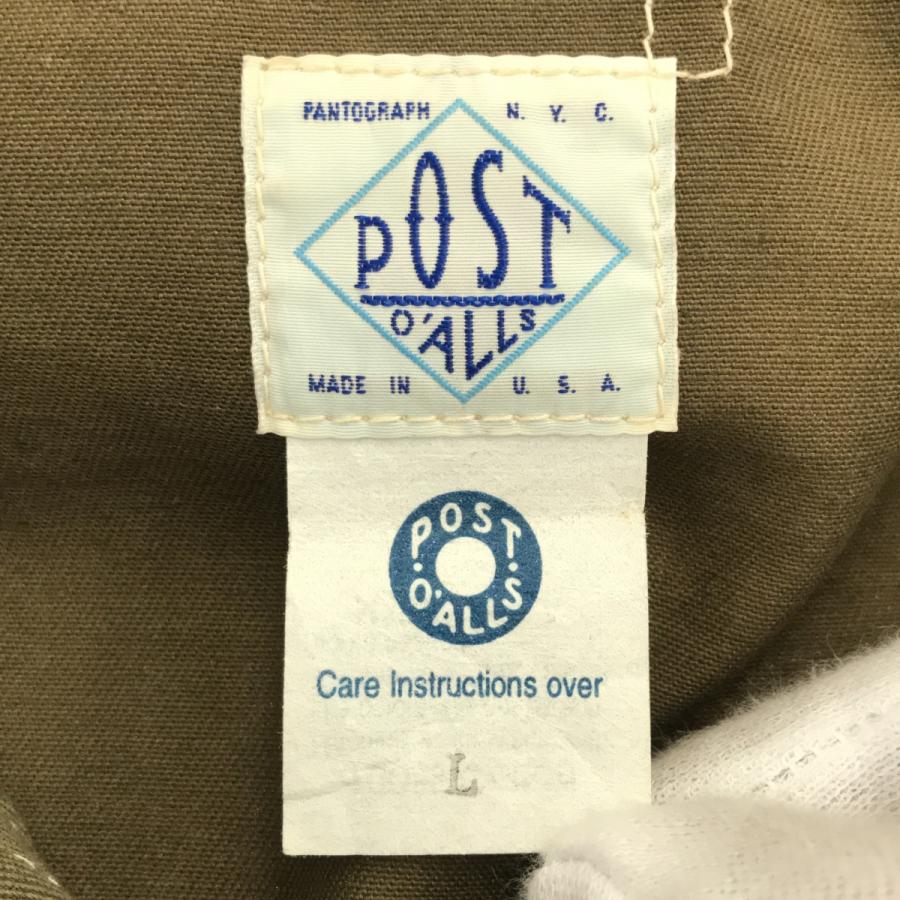 PANTOGRAPH N. Y. C.
POST
O'ALLS
MADE IN U. S. A.
POST
O'ALLS
Care Instructions over
L